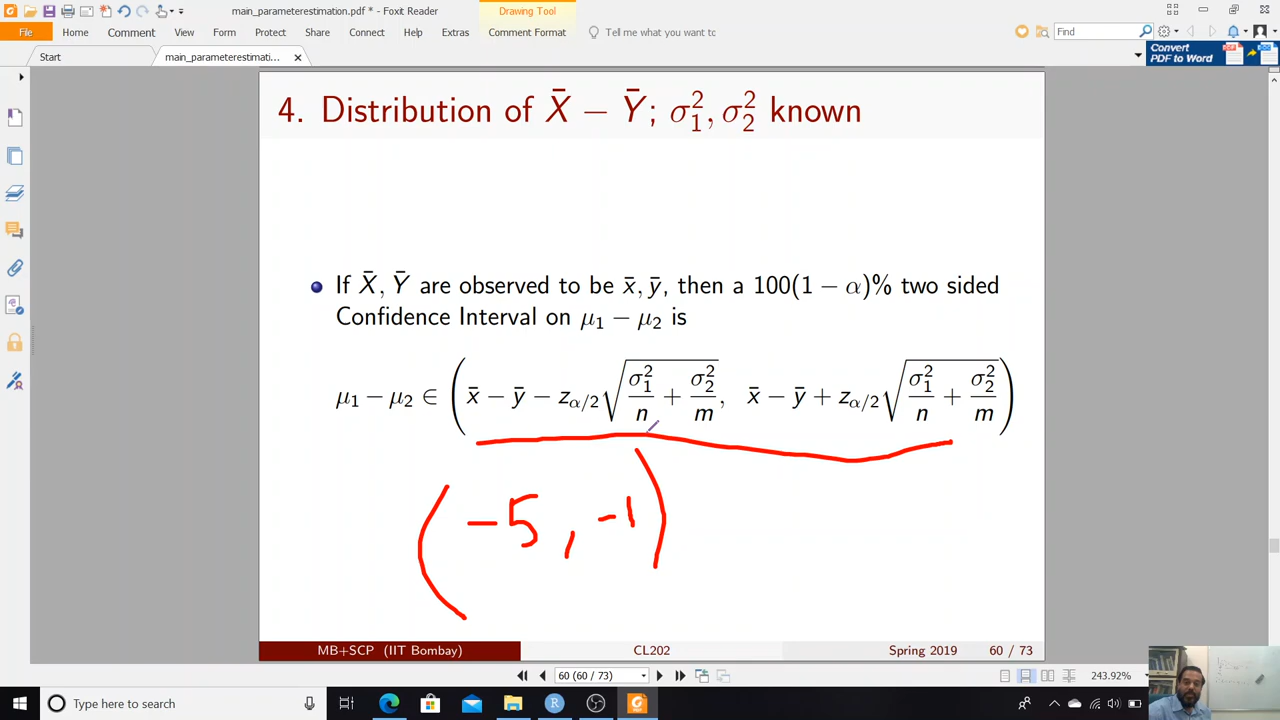 main_parameterestimation.pdf * - Foxit Reader
Drawing Tool
File Home Comment View Form Protect Share Connect Help Extras Comment Format Tell me what you want to Find
Start main_parameterestimati...
Convert
PDF to Word
4. Distribution of X̄ − Ȳ; σ₁², σ₂² known
If X̄, Ȳ are observed to be x̄, ȳ, then a 100(1 − α)% two sided
Confidence Interval on μ₁ − μ₂ is
μ₁ − μ₂ ∈ ( x̄ − ȳ − z_{α/2} √(σ₁²/n + σ₂²/m), x̄ − ȳ + z_{α/2} √(σ₁²/n + σ₂²/m) )
(-5, -1)
MB+SCP (IIT Bombay) CL202 Spring 2019 60 / 73
60 (60 / 73) 243.92%
Type here to search